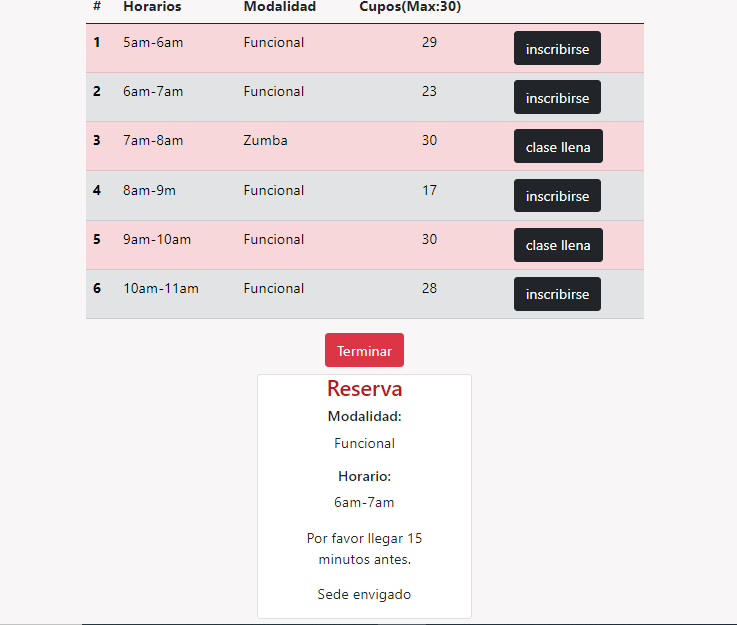 # Horarios Modalidad Cupos(Max:30)
1 5am-6am Funcional 29 inscribirse
2 6am-7am Funcional 23 inscribirse
3 7am-8am Zumba 30 clase llena
4 8am-9m Funcional 17 inscribirse
5 9am-10am Funcional 30 clase llena
6 10am-11am Funcional 28 inscribirse
Terminar
Reserva
Modalidad:
Funcional
Horario:
6am-7am
Por favor llegar 15
minutos antes.
Sede envigado